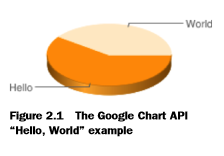 World
Hello
Figure 2.1 The Google Chart API
“Hello, World” example